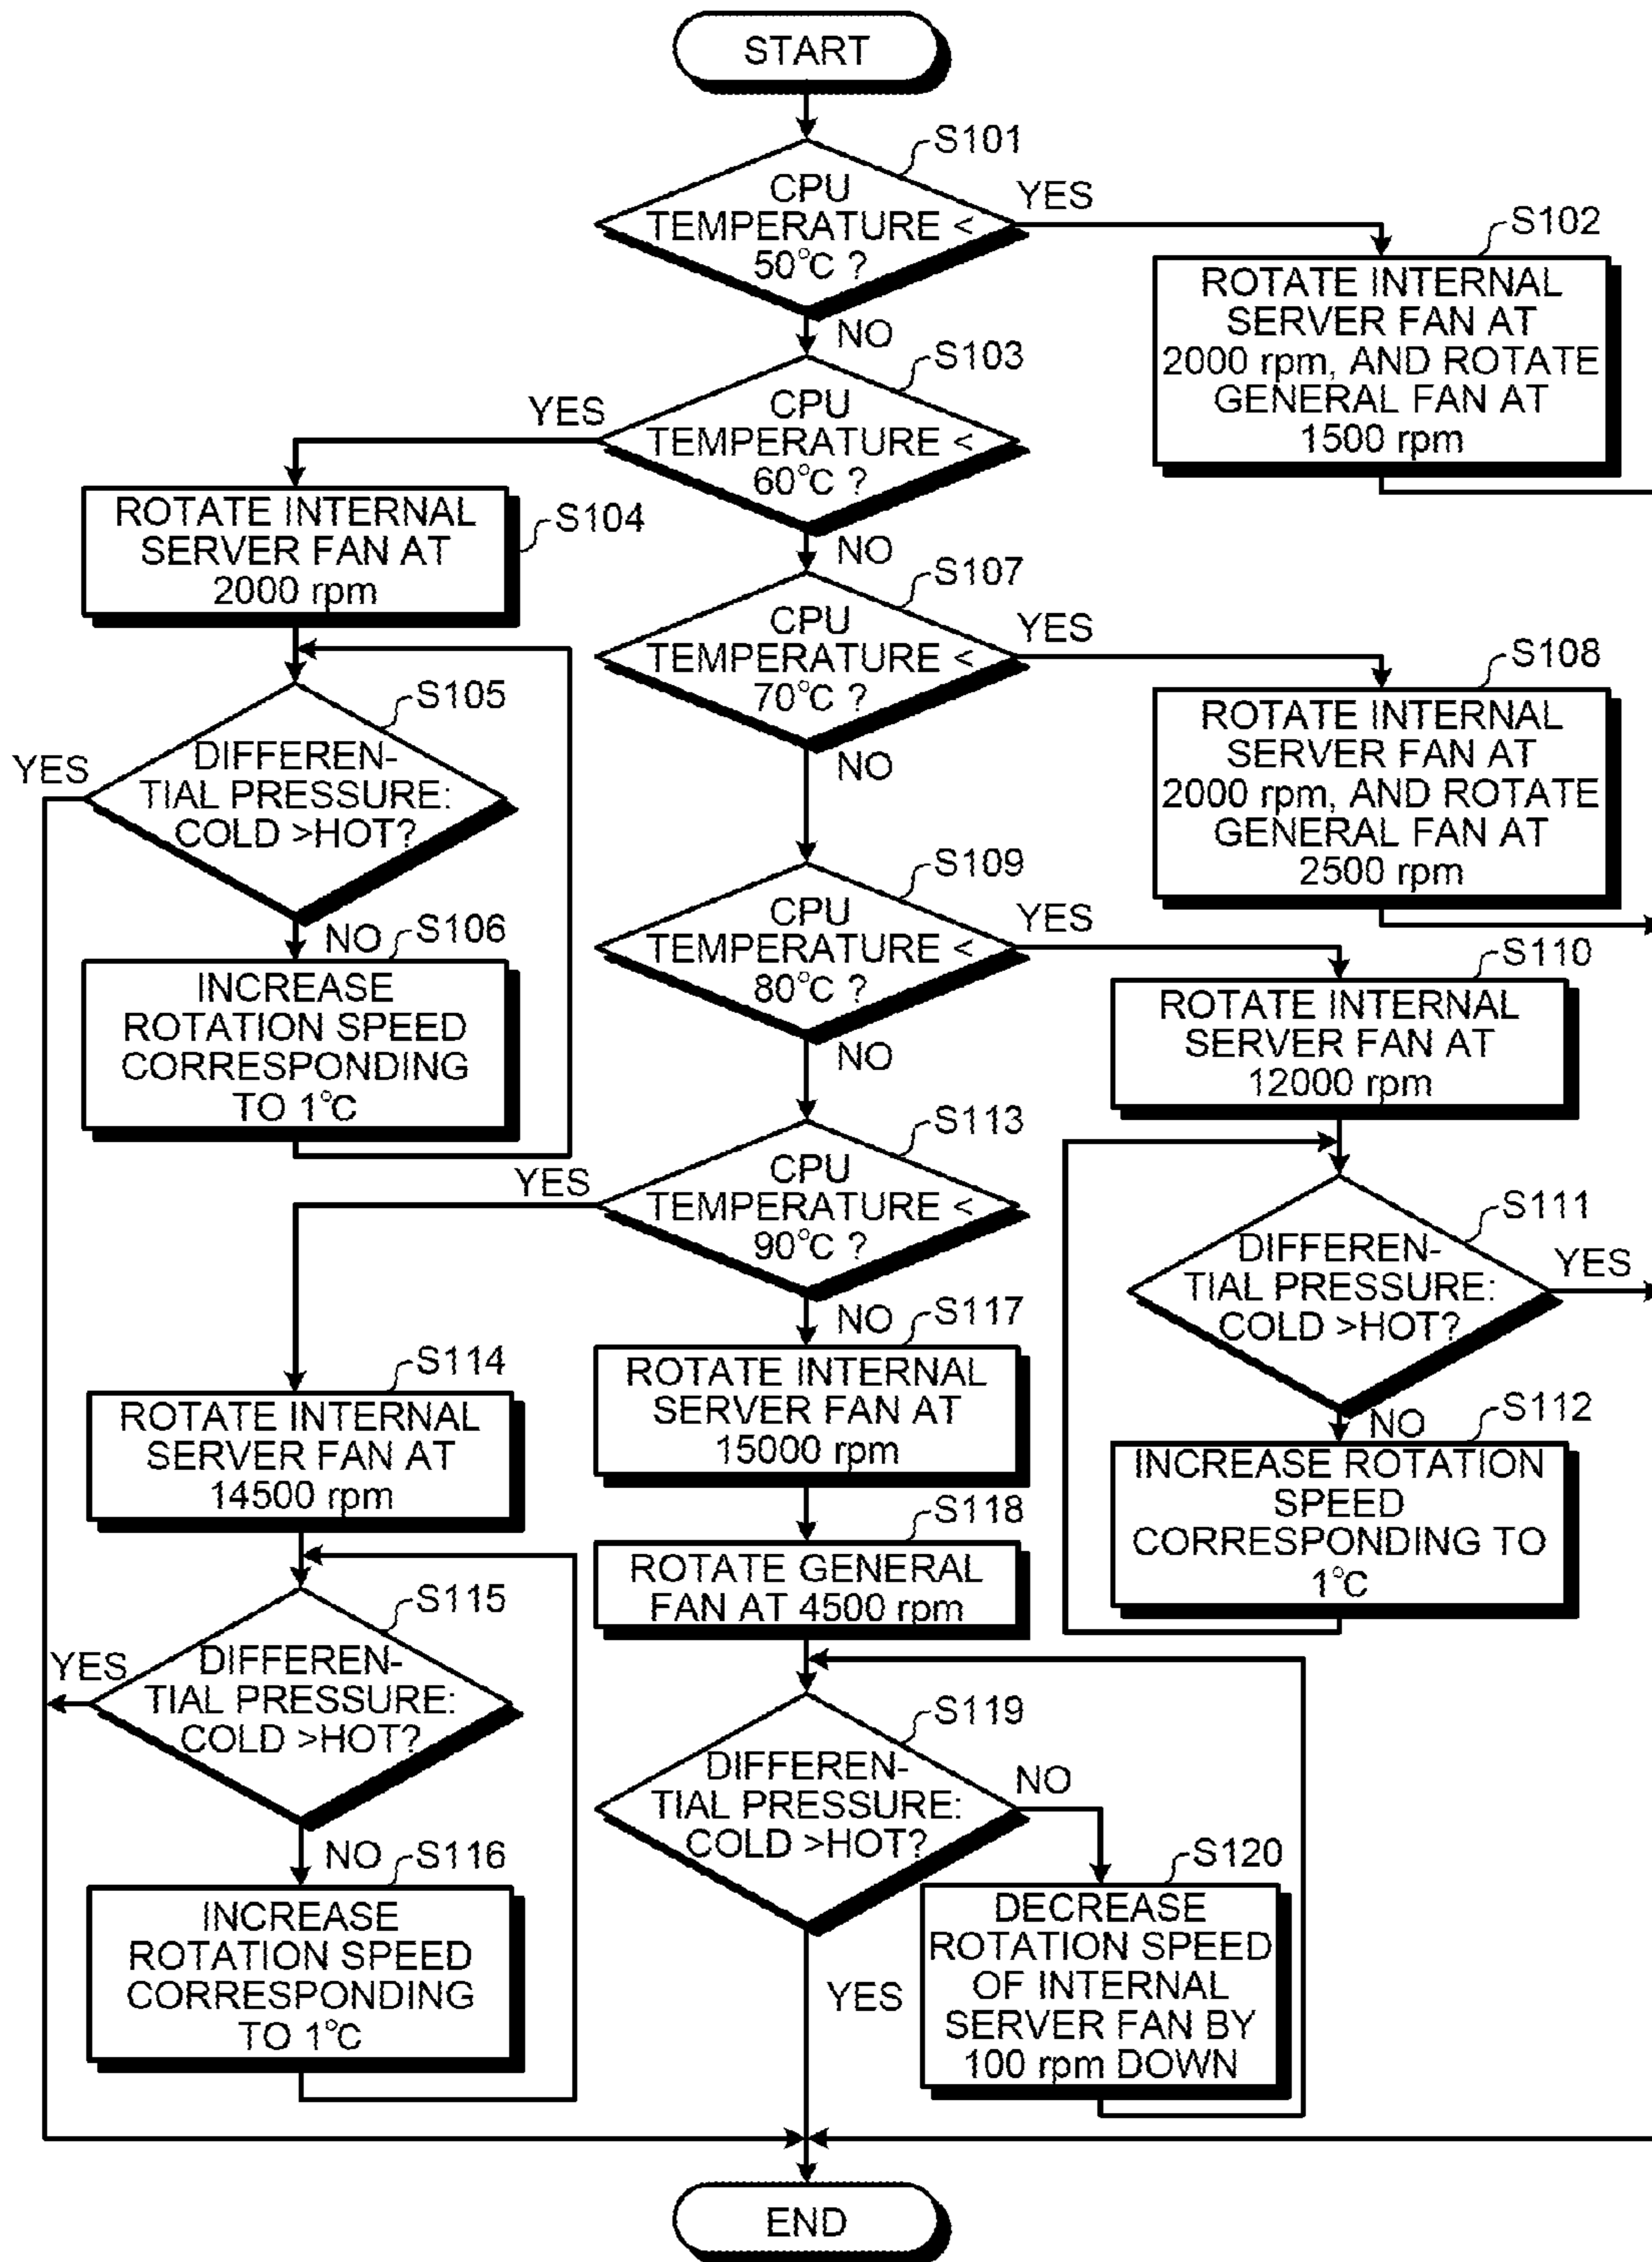 START
S101
CPU
TEMPERATURE <
50°C ?
YES
NO
S102
ROTATE INTERNAL
SERVER FAN AT
2000 rpm, AND ROTATE
GENERAL FAN AT
1500 rpm
S103
CPU
TEMPERATURE <
60°C ?
YES
NO
S104
ROTATE INTERNAL
SERVER FAN AT
2000 rpm
S105
DIFFEREN-
TIAL PRESSURE:
COLD >HOT?
YES
NO
S106
INCREASE
ROTATION SPEED
CORRESPONDING
TO 1°C
S107
CPU
TEMPERATURE <
70°C ?
YES
NO
S108
ROTATE INTERNAL
SERVER FAN AT
2000 rpm, AND ROTATE
GENERAL FAN AT
2500 rpm
S109
CPU
TEMPERATURE <
80°C ?
YES
NO
S110
ROTATE INTERNAL
SERVER FAN AT
12000 rpm
S111
DIFFEREN-
TIAL PRESSURE:
COLD >HOT?
YES
NO
S112
INCREASE ROTATION
SPEED
CORRESPONDING TO
1°C
S113
CPU
TEMPERATURE <
90°C ?
YES
NO
S114
ROTATE INTERNAL
SERVER FAN AT
14500 rpm
S115
DIFFEREN-
TIAL PRESSURE:
COLD >HOT?
YES
NO
S116
INCREASE
ROTATION SPEED
CORRESPONDING
TO 1°C
S117
ROTATE INTERNAL
SERVER FAN AT
15000 rpm
S118
ROTATE GENERAL
FAN AT 4500 rpm
S119
DIFFEREN-
TIAL PRESSURE:
COLD >HOT?
NO
YES
S120
DECREASE
ROTATION SPEED
OF INTERNAL
SERVER FAN BY
100 rpm DOWN
END